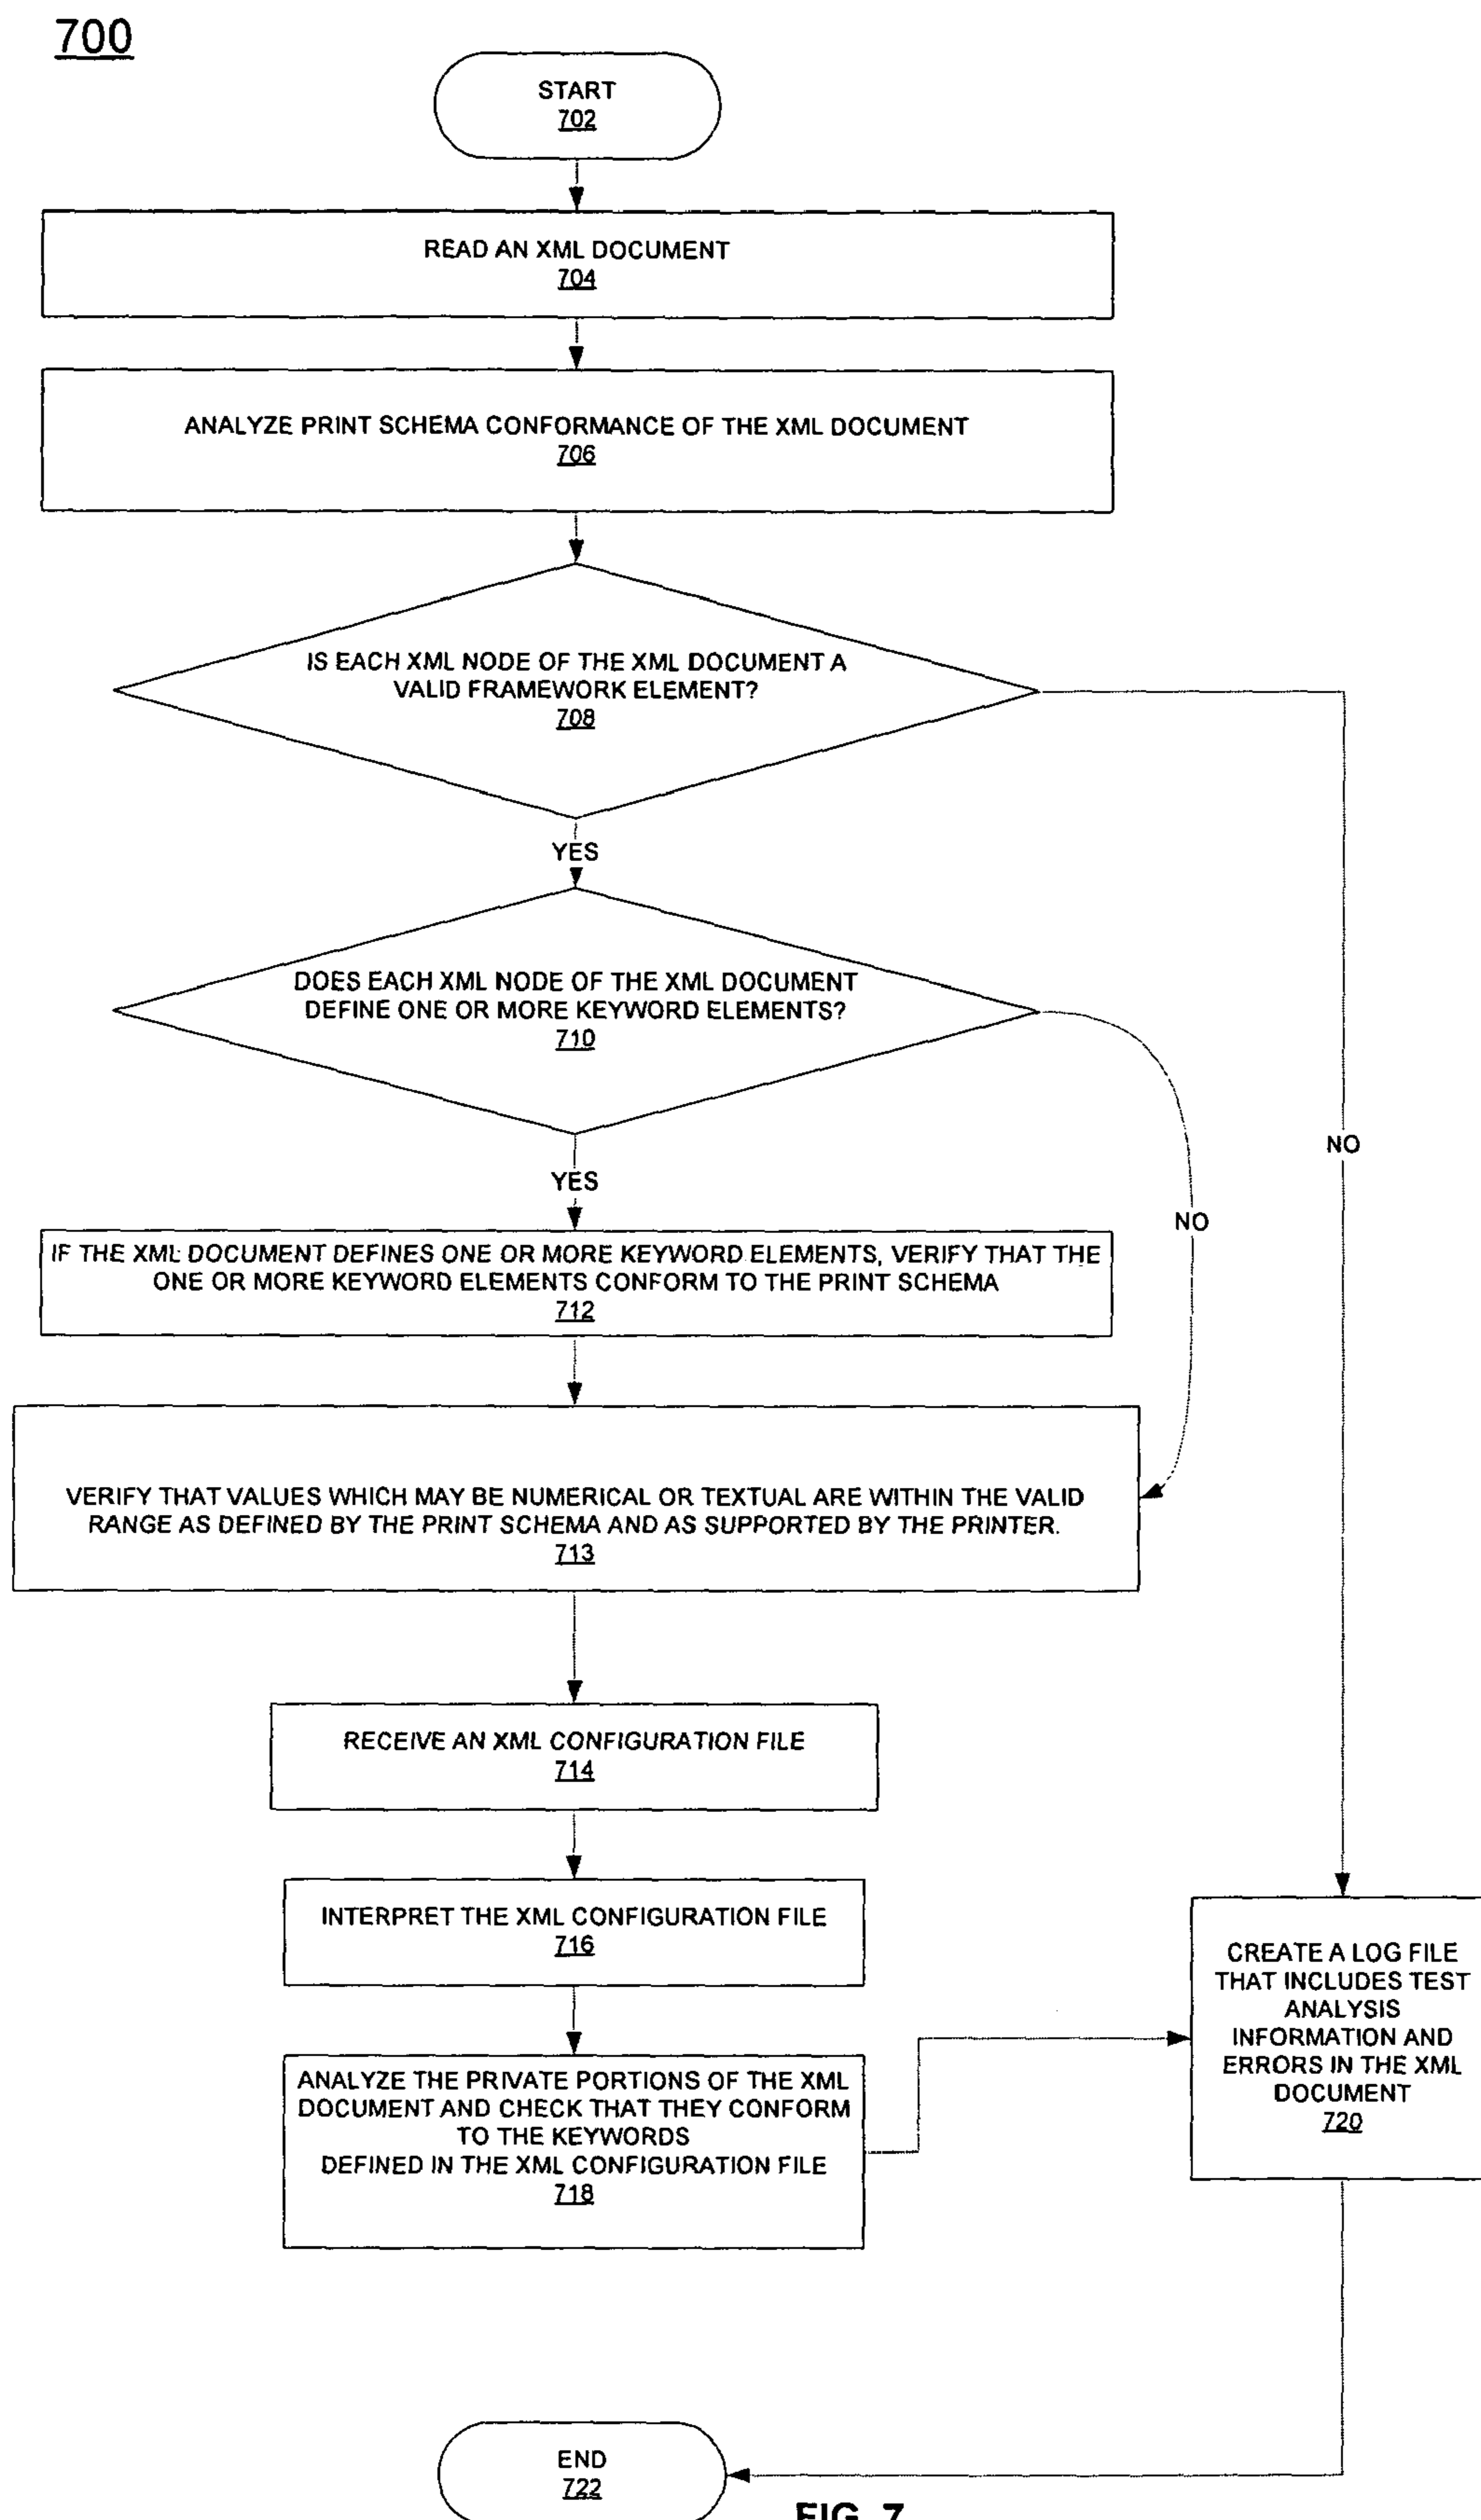 700
START
702
READ AN XML DOCUMENT
704
ANALYZE PRINT SCHEMA CONFORMANCE OF THE XML DOCUMENT
706
IS EACH XML NODE OF THE XML DOCUMENT A
VALID FRAMEWORK ELEMENT?
708
YES
DOES EACH XML NODE OF THE XML DOCUMENT
DEFINE ONE OR MORE KEYWORD ELEMENTS?
710
NO
YES
NO
IF THE XML DOCUMENT DEFINES ONE OR MORE KEYWORD ELEMENTS, VERIFY THAT THE
ONE OR MORE KEYWORD ELEMENTS CONFORM TO THE PRINT SCHEMA
712
VERIFY THAT VALUES WHICH MAY BE NUMERICAL OR TEXTUAL ARE WITHIN THE VALID
RANGE AS DEFINED BY THE PRINT SCHEMA AND AS SUPPORTED BY THE PRINTER.
713
RECEIVE AN XML CONFIGURATION FILE
714
INTERPRET THE XML CONFIGURATION FILE
716
ANALYZE THE PRIVATE PORTIONS OF THE XML
DOCUMENT AND CHECK THAT THEY CONFORM
TO THE KEYWORDS
DEFINED IN THE XML CONFIGURATION FILE
718
CREATE A LOG FILE
THAT INCLUDES TEST
ANALYSIS
INFORMATION AND
ERRORS IN THE XML
DOCUMENT
720
END
722
FIG. 7